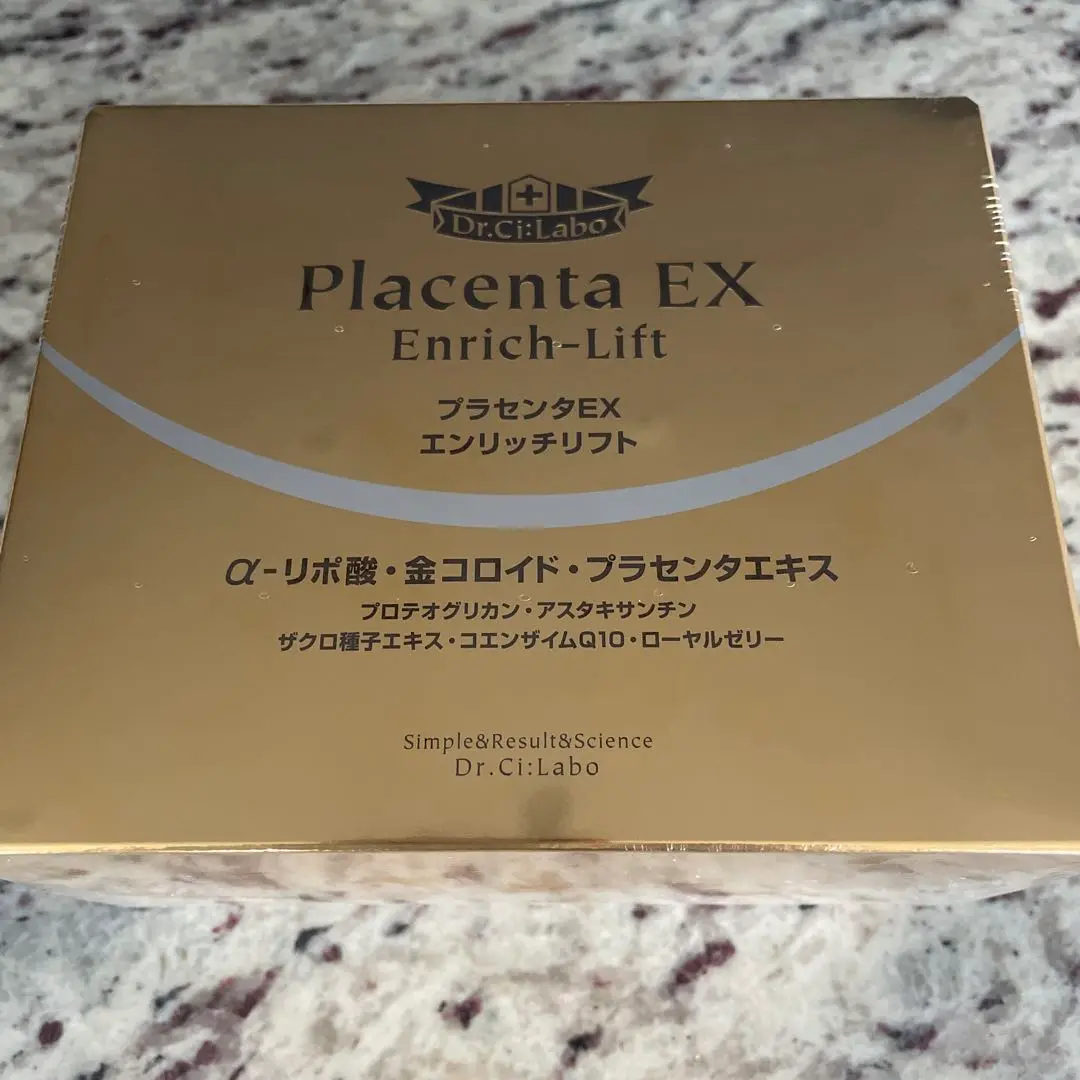 Dr.Ci:Labo
Placenta EX
Enrich-Lift
プラセンタEX
エンリッチリフト
α-リポ酸・金コロイド・プラセンタエキス
プロテオグリカン・アスタキサンチン
ザクロ種子エキス・コエンザイムQ10・ローヤルゼリー
Simple&Result&Science
Dr.Ci:Labo